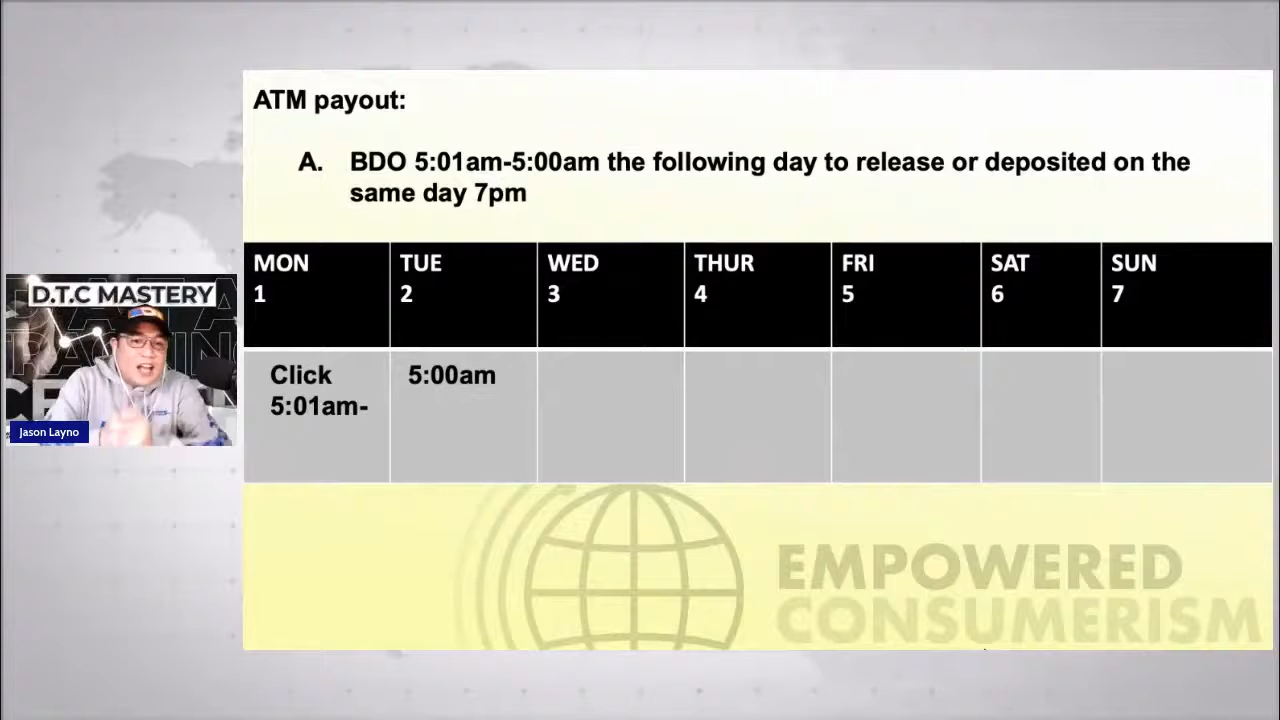 ATM payout:
A. BDO 5:01am-5:00am the following day to release or deposited on the
same day 7pm
MON TUE WED THUR FRI SAT SUN
1 2 3 4 5 6 7
Click 5:00am
5:01am-
D.T.C MASTERY
Jason Layno
EMPOWERED
CONSUMERISM